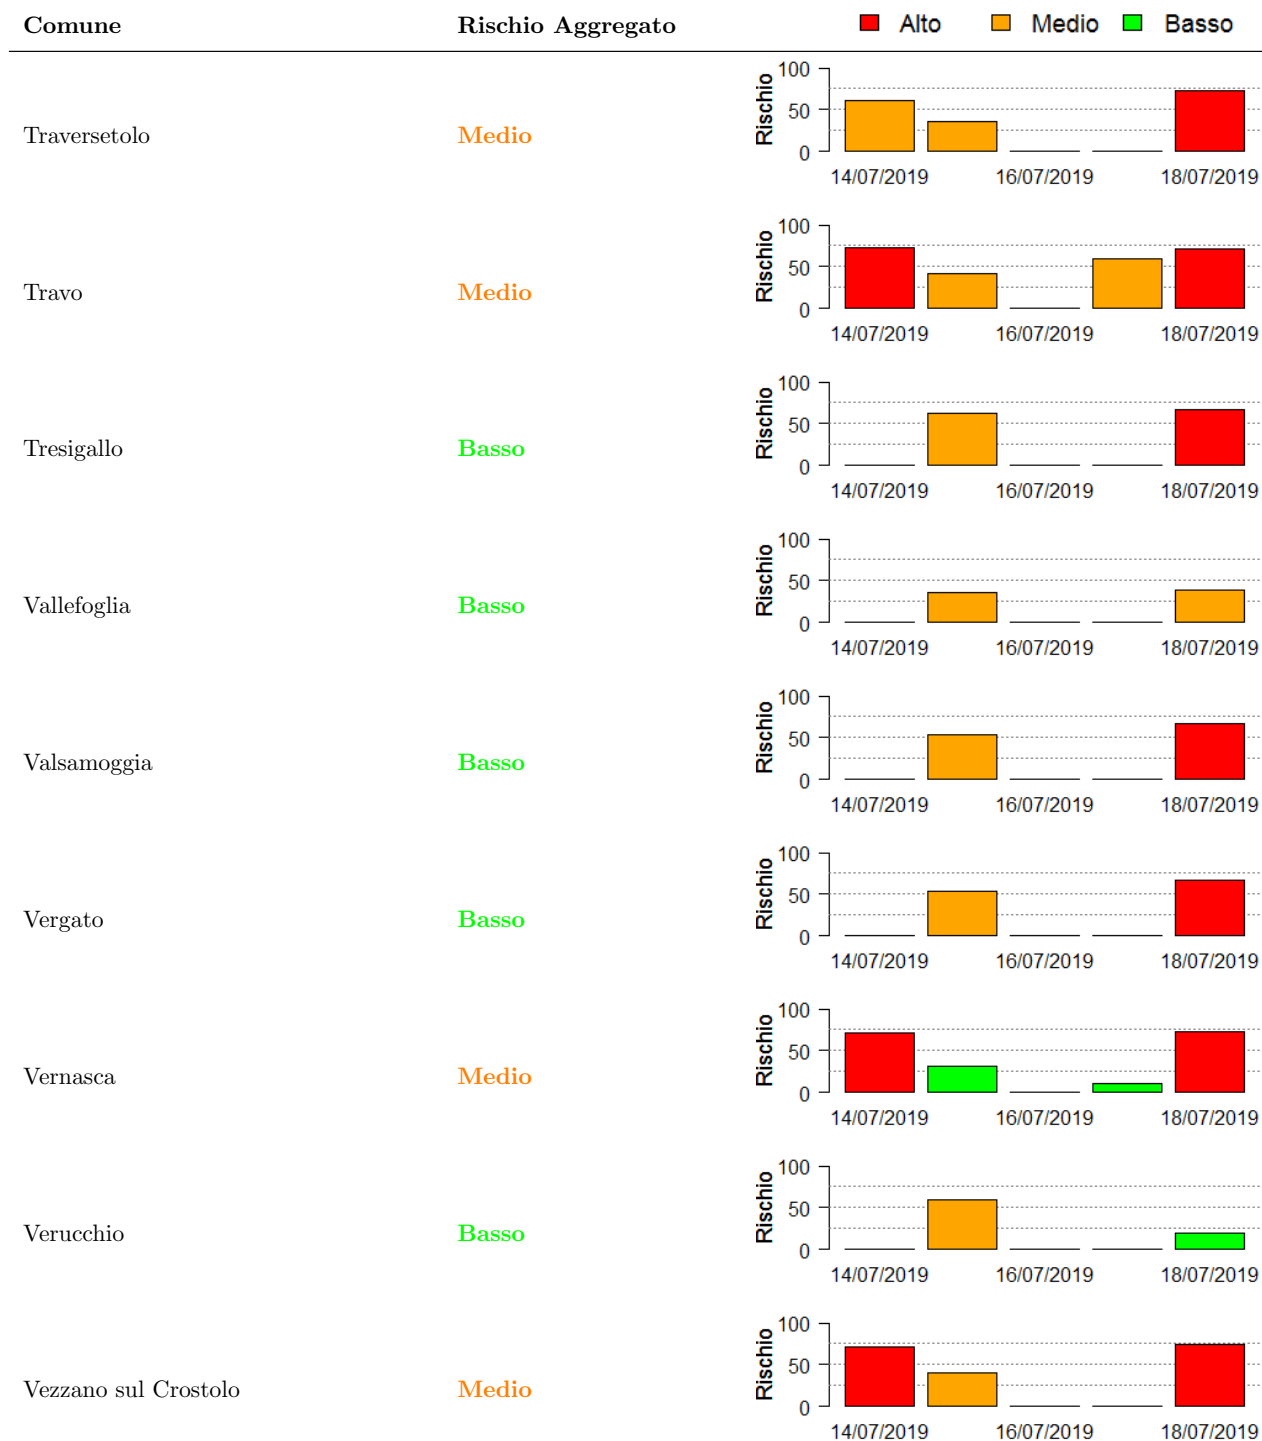 Comune Rischio Aggregato Alto Medio Basso
Traversetolo Medio Rischio 100 50 0
14/07/2019 16/07/2019 18/07/2019
Travo Medio Rischio 100 50 0
14/07/2019 16/07/2019 18/07/2019
Tresigallo Basso Rischio 100 50 0
14/07/2019 16/07/2019 18/07/2019
Vallefoglia Basso Rischio 100 50 0
14/07/2019 16/07/2019 18/07/2019
Valsamoggia Basso Rischio 100 50 0
14/07/2019 16/07/2019 18/07/2019
Vergato Basso Rischio 100 50 0
14/07/2019 16/07/2019 18/07/2019
Vernasca Medio Rischio 100 50 0
14/07/2019 16/07/2019 18/07/2019
Verucchio Basso Rischio 100 50 0
14/07/2019 16/07/2019 18/07/2019
Vezzano sul Crostolo Medio Rischio 100 50 0
14/07/2019 16/07/2019 18/07/2019